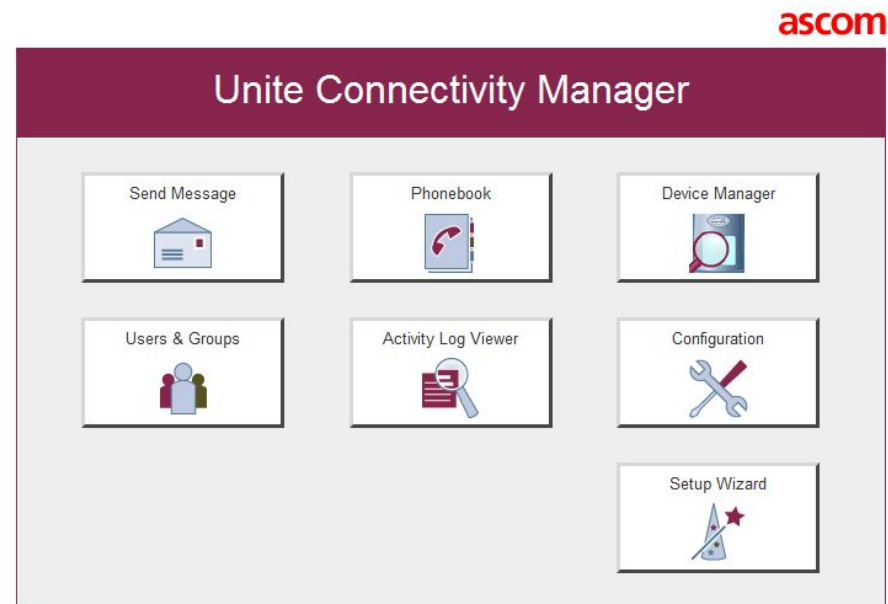 ascom
Unite Connectivity Manager
Send Message
Phonebook
Device Manager
Users & Groups
Activity Log Viewer
Configuration
Setup Wizard